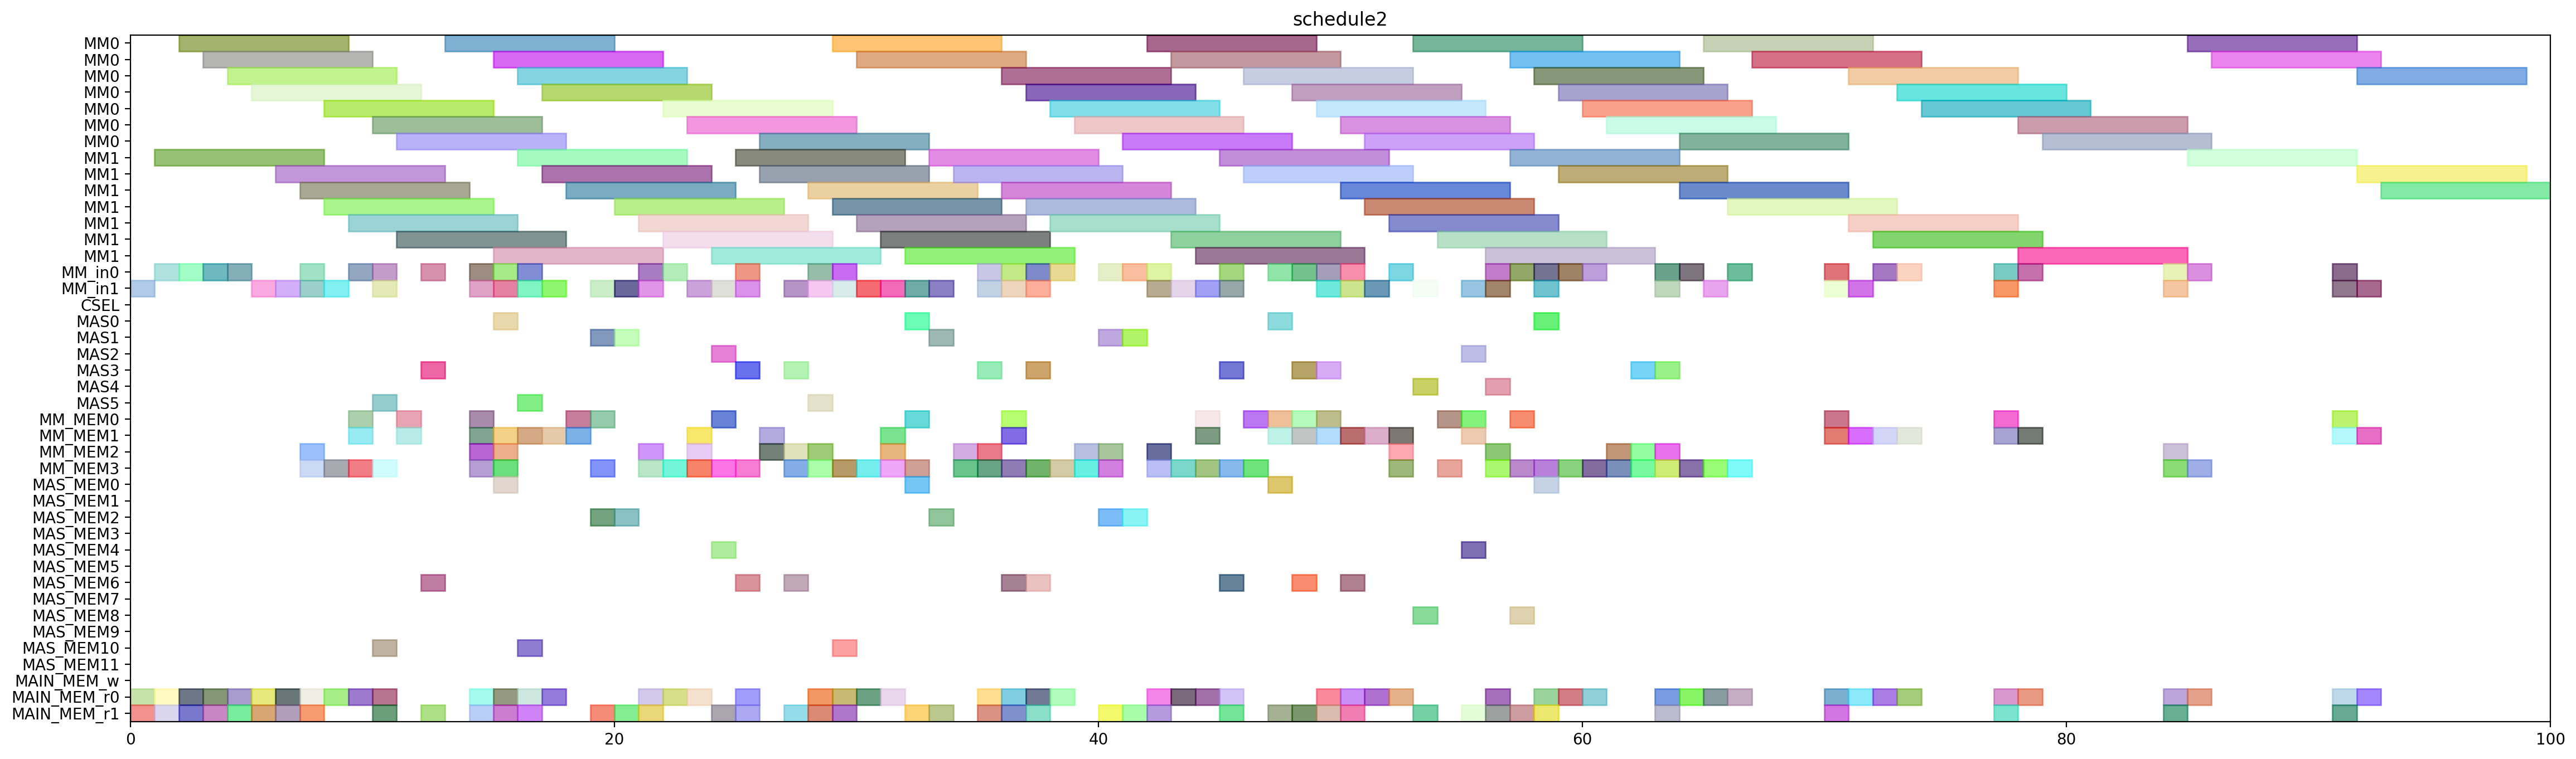 schedule2
MM0
MM0
MM0
MM0
MM0
MM0
MM0
MM1
MM1
MM1
MM1
MM1
MM1
MM1
MM_in0
MM_in1
CSEL
MAS0
MAS1
MAS2
MAS3
MAS4
MAS5
MM_MEM0
MM_MEM1
MM_MEM2
MM_MEM3
MAS_MEM0
MAS_MEM1
MAS_MEM2
MAS_MEM3
MAS_MEM4
MAS_MEM5
MAS_MEM6
MAS_MEM7
MAS_MEM8
MAS_MEM9
MAS_MEM10
MAS_MEM11
MAIN_MEM_w
MAIN_MEM_r0
MAIN_MEM_r1
0 20 40 60 80 100